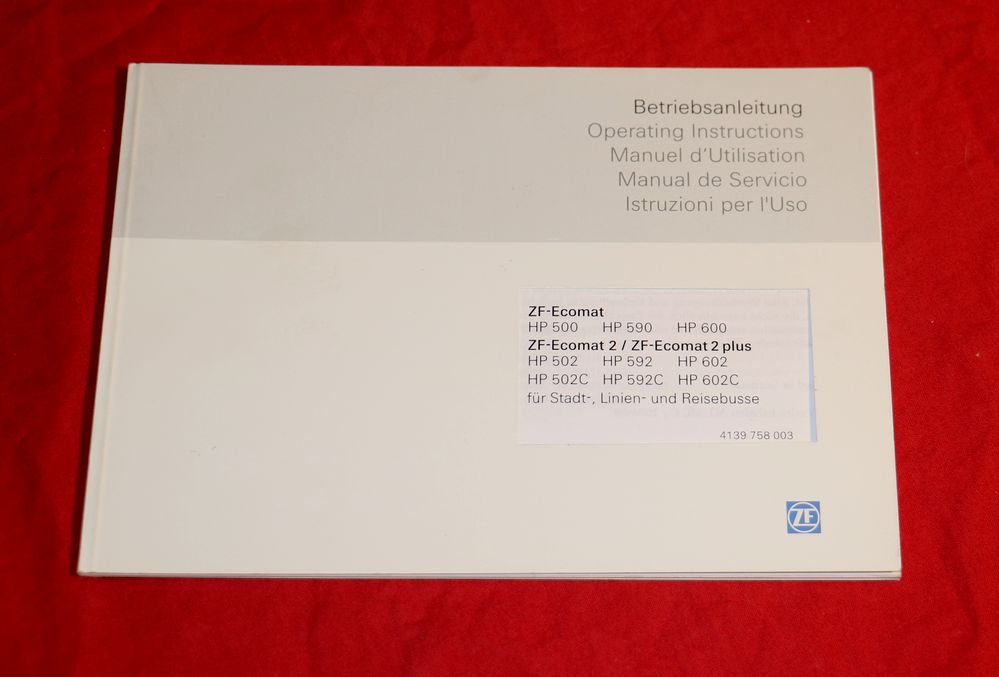 Betriebsanleitung
Operating Instructions
Manuel d'Utilisation
Manual de Servicio
Istruzioni per l'Uso
ZF-Ecomat
HP 500 HP 590 HP 600
ZF-Ecomat 2 / ZF-Ecomat 2 plus
HP 502 HP 592 HP 602
HP 502C HP 592C HP 602C
für Stadt-, Linien- und Reisebusse
4139 758 003
ZF